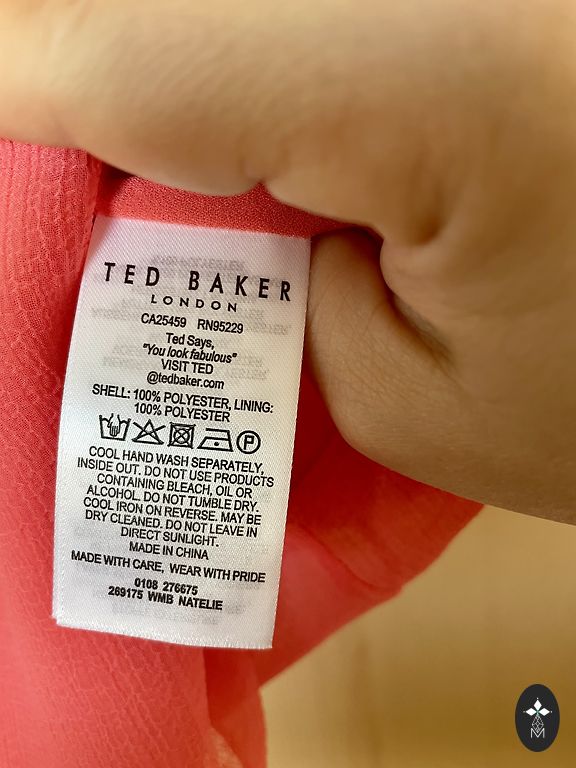 TED BAKER
LONDON
CA25459 RN95229
Ted Says,
"You look fabulous"
VISIT TED
@tedbaker.com
SHELL: 100% POLYESTER, LINING:
100% POLYESTER
P
COOL HAND WASH SEPARATELY,
INSIDE OUT. DO NOT USE PRODUCTS
CONTAINING BLEACH, OIL OR
ALCOHOL. DO NOT TUMBLE DRY.
COOL IRON ON REVERSE. MAY BE
DRY CLEANED. DO NOT LEAVE IN
DIRECT SUNLIGHT.
MADE IN CHINA
MADE WITH CARE, WEAR WITH PRIDE
0108 276675
269175 WMB NATELIE
M